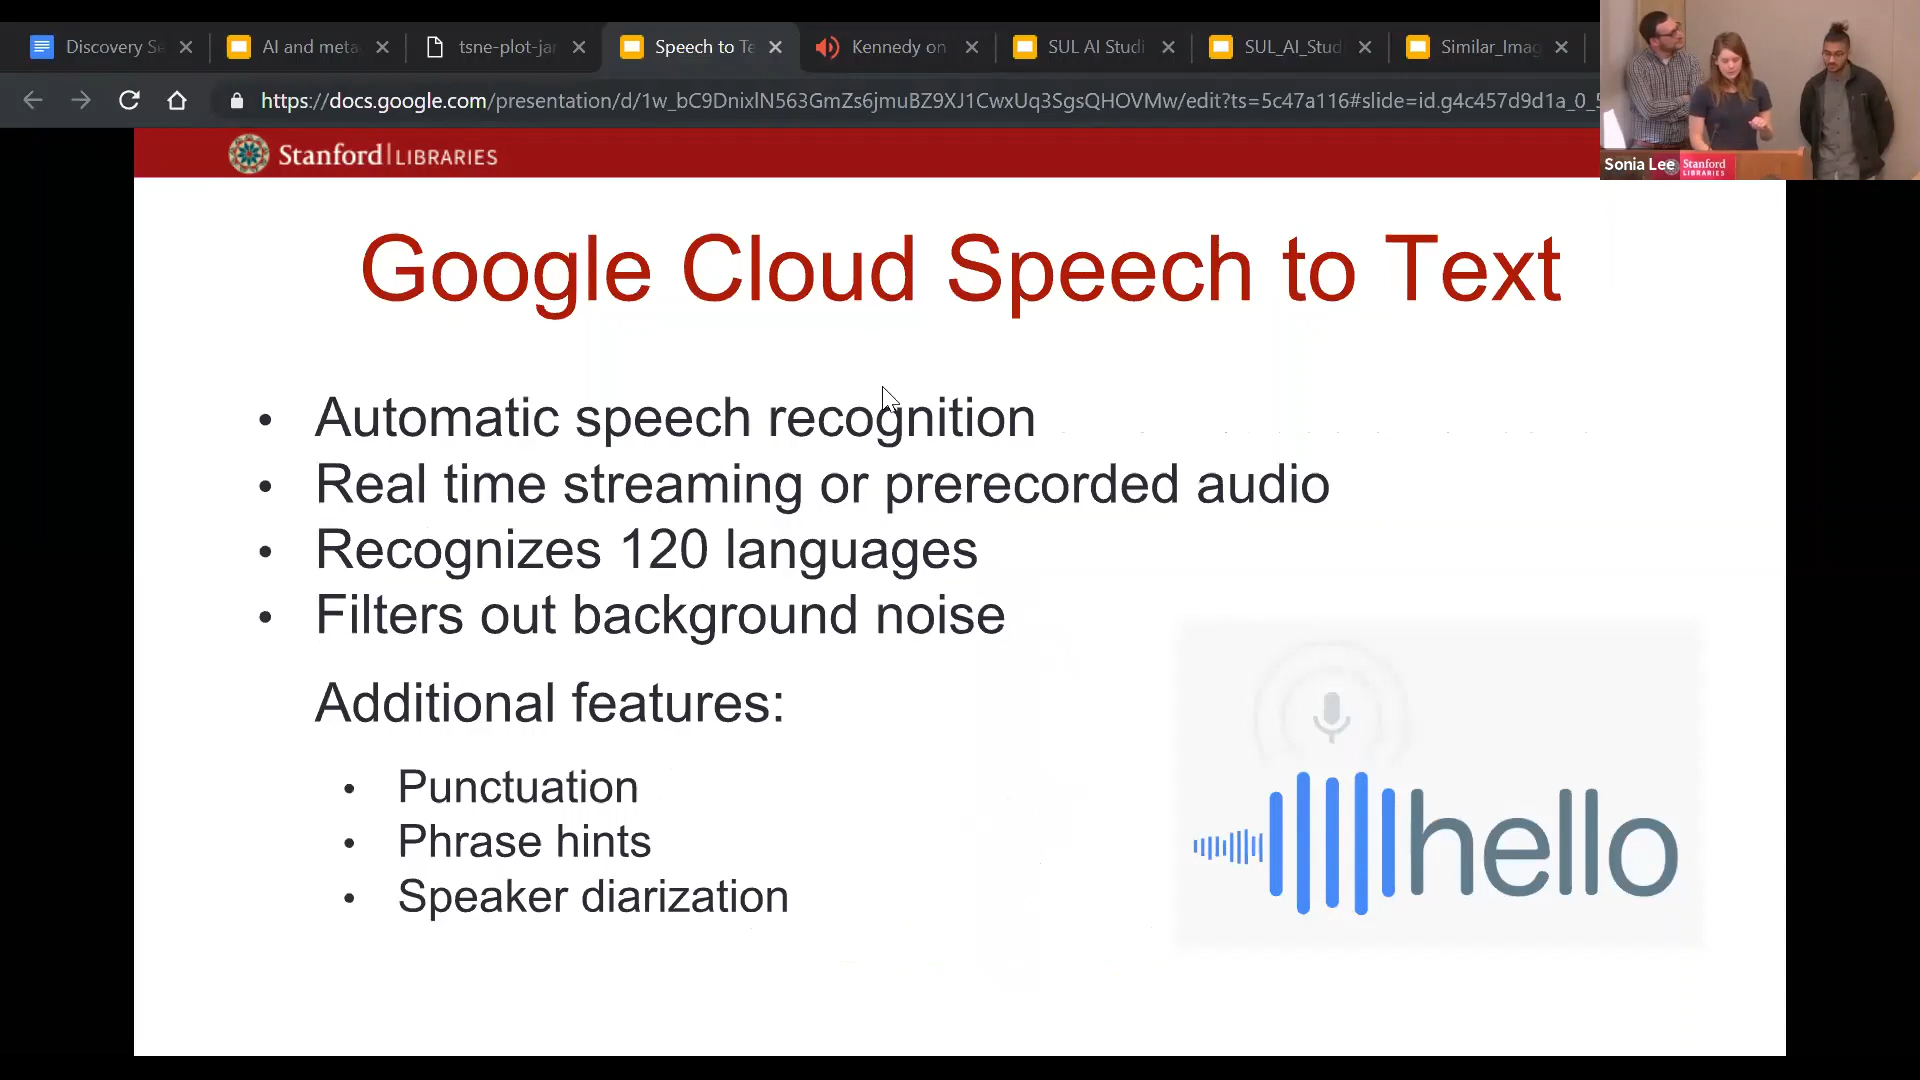 Discovery Se
AI and meta
tsne-plot-jar
Speech to Te
Kennedy on
SUL AI Studi
SUL_AI_Stud
Similar_Imag
https://docs.google.com/presentation/d/1w_bC9DnixlN563GmZs6jmuBZ9XJ1CwxUq3SgsQHOVMw/edit?ts=5c47a116#slide=id.g4c457d9d1a_0_5
Sonia Lee
Stanford
LIBRARIES
Stanford LIBRARIES
Google Cloud Speech to Text
• Automatic speech recognition
• Real time streaming or prerecorded audio
• Recognizes 120 languages
• Filters out background noise
Additional features:
• Punctuation
• Phrase hints
• Speaker diarization
hello